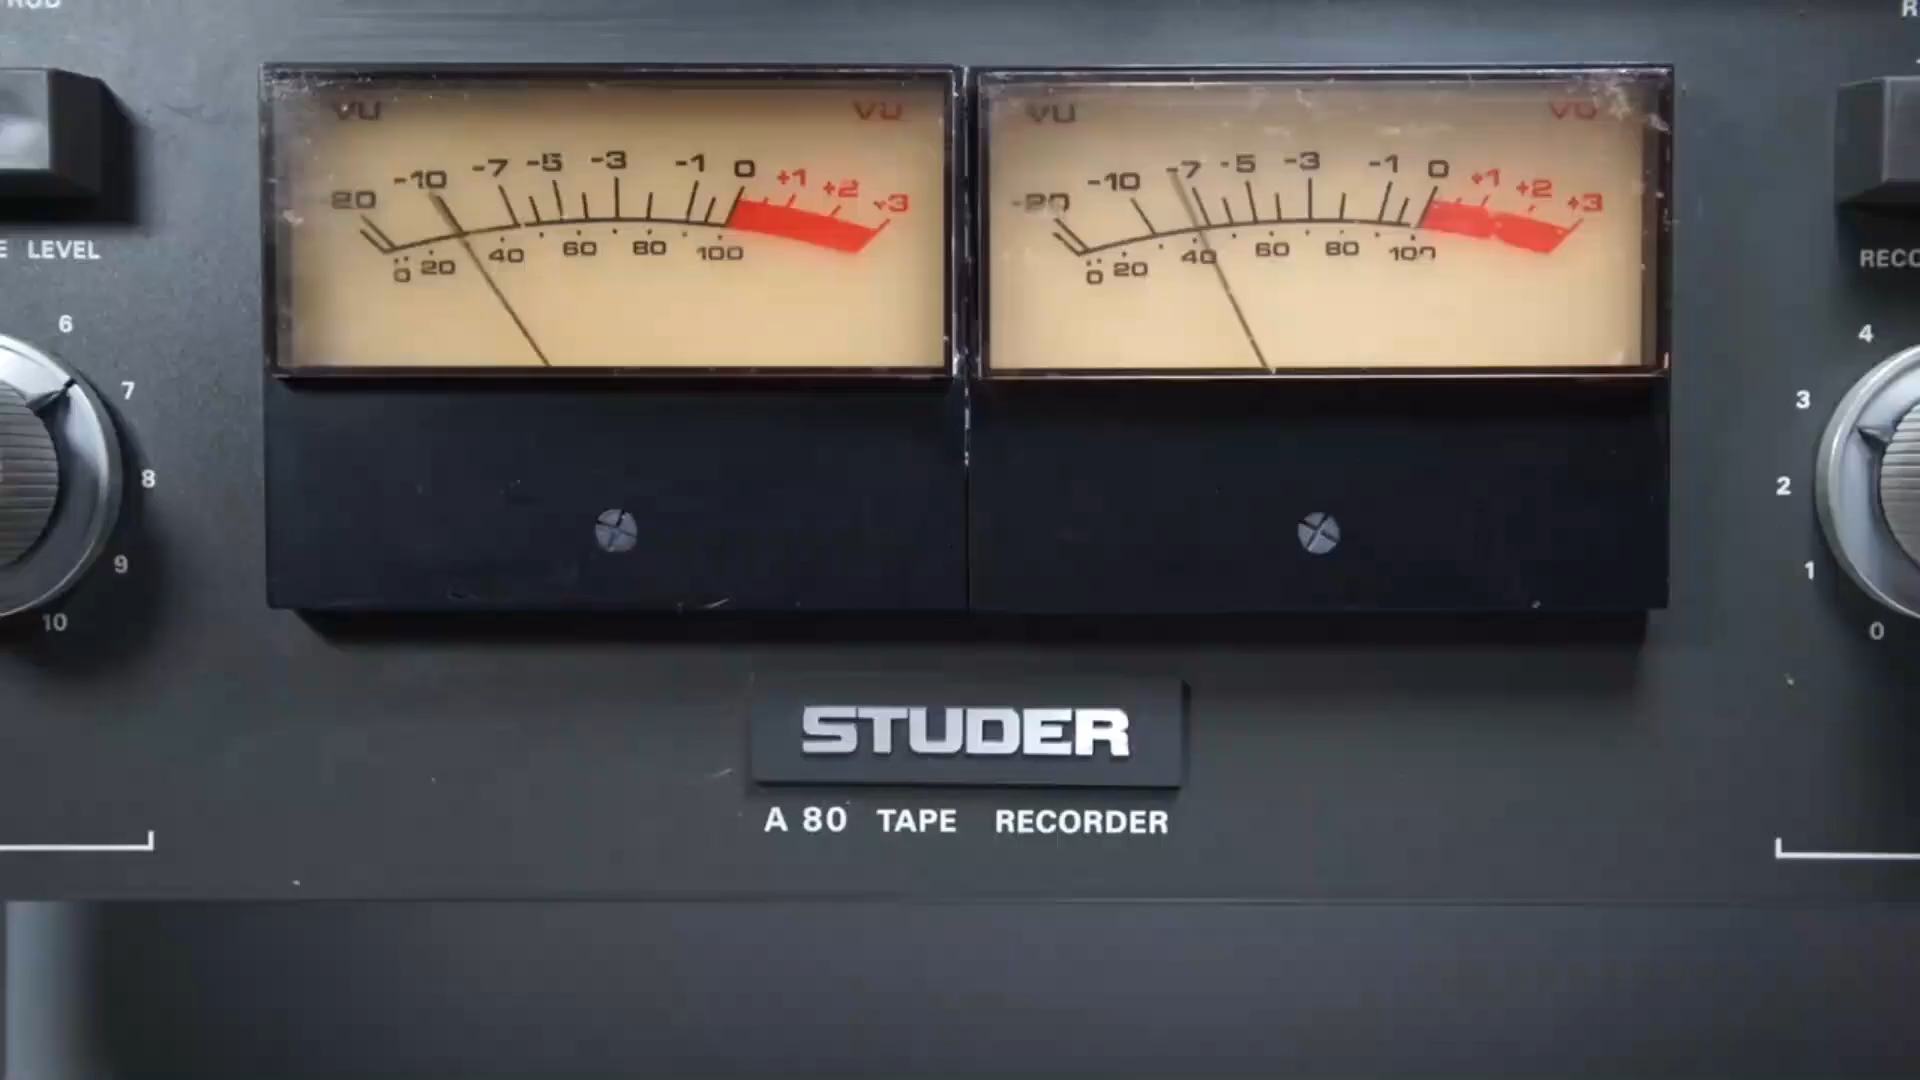 VU VU
-20 -10 -7 -5 -3 -1 0 +1 +2 +3
0 20 40 60 80 100
VU VU
-20 -10 -7 -5 -3 -1 0 +1 +2 +3
0 20 40 60 80 100
LEVEL
6
7
8
9
10
4
3
2
1
0
STUDER
A 80 TAPE RECORDER